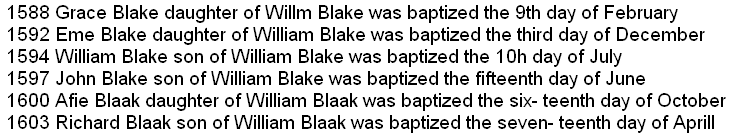 1588 Grace Blake daughter of Willm Blake was baptized the 9th day of February
1592 Eme Blake daughter of William Blake was baptized the third day of December
1594 William Blake son of William Blake was baptized the 10h day of July
1597 John Blake son of William Blake was baptized the fifteenth day of June
1600 Afie Blaak daughter of William Blaak was baptized the six- teenth day of October
1603 Richard Blaak son of William Blaak was baptized the seven- teenth day of Aprill